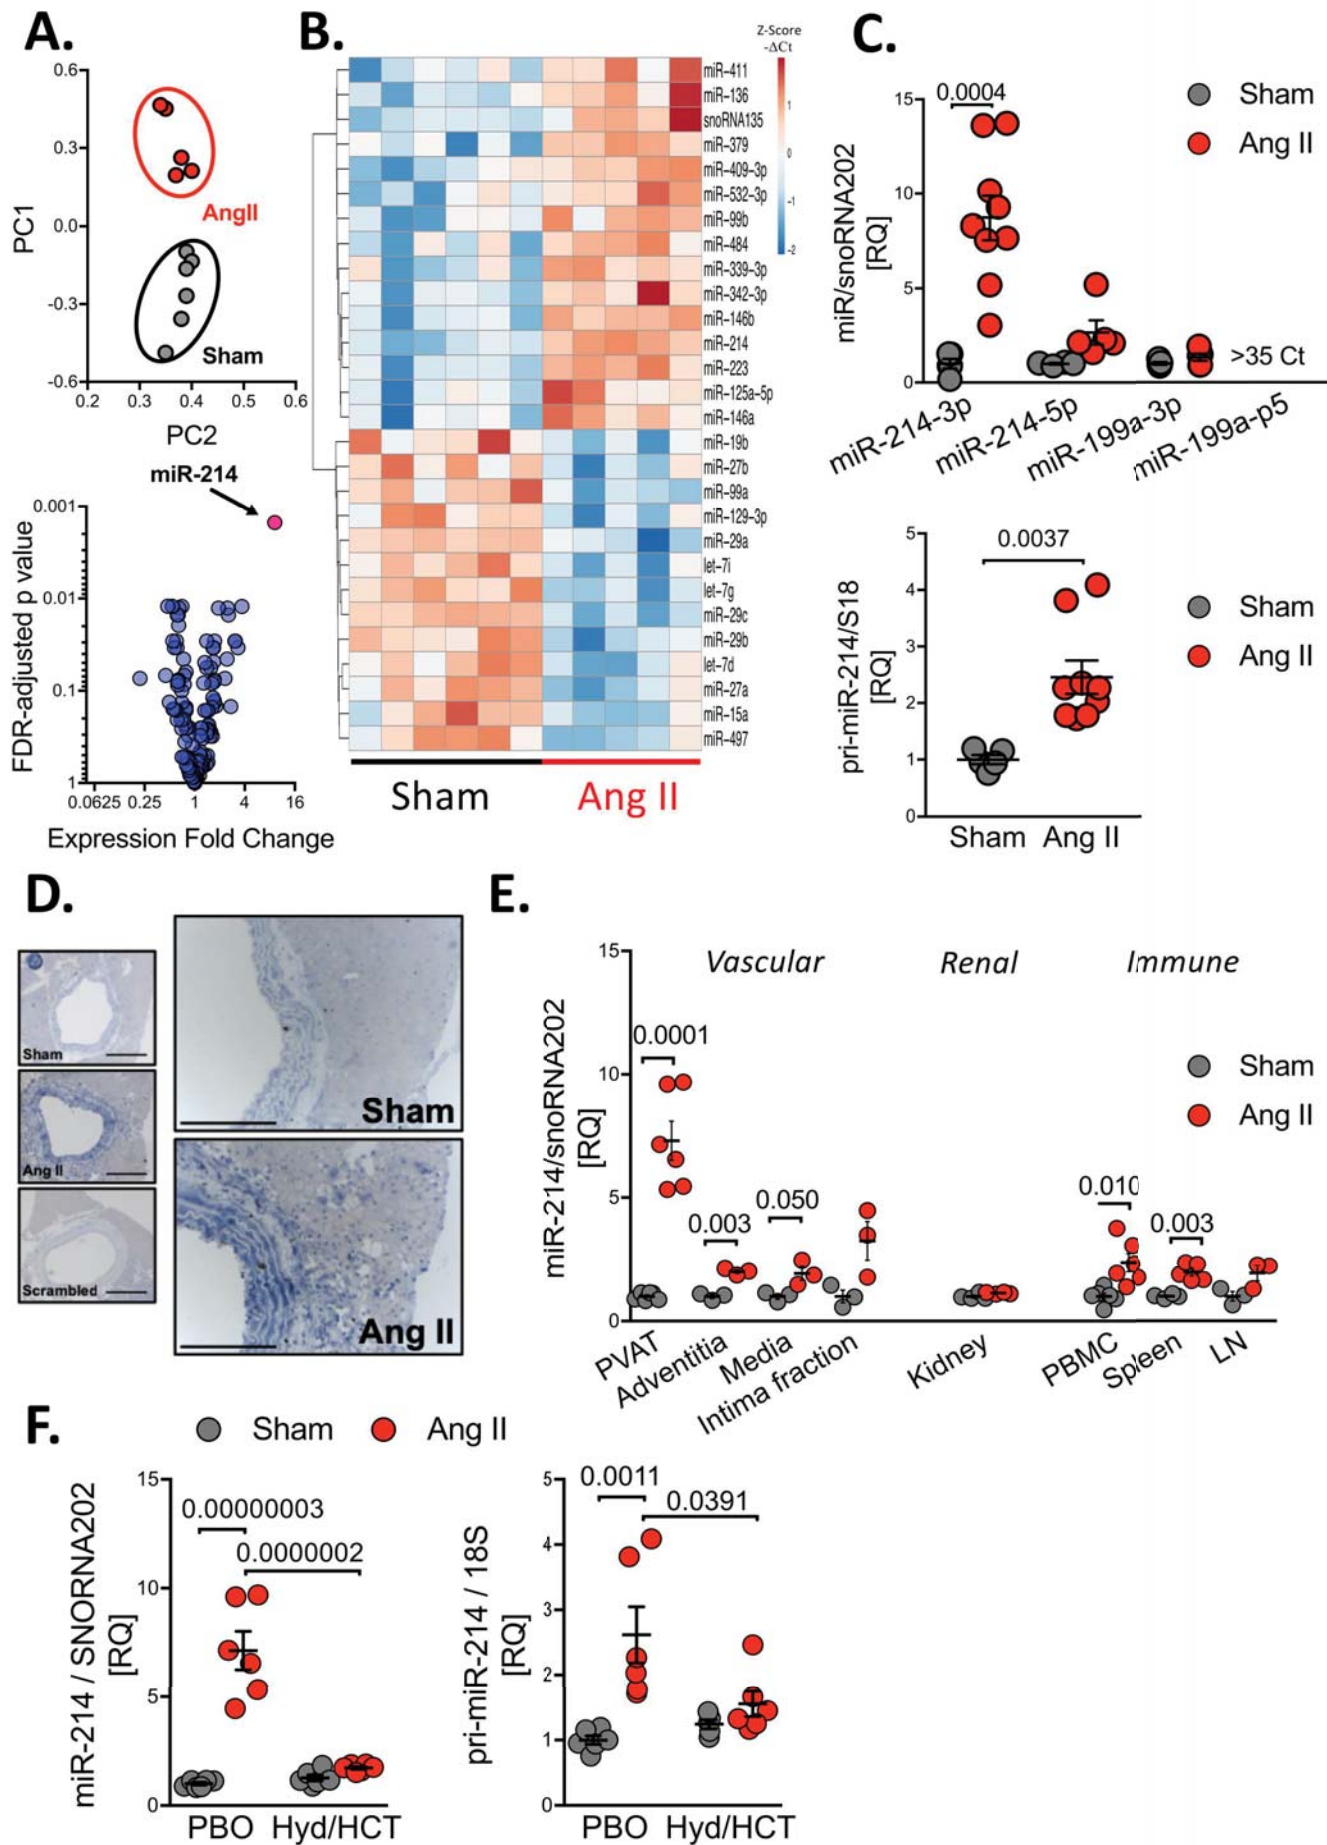 A.
0.6
0.3
0.0
-0.3
-0.6
PC1
AngII
Sham
0.2
0.3
0.4
0.5
0.6
PC2
miR-214
0.001
0.01
0.1
1
FDR-adjusted p value
0.0625
0.25
1
4
16
Expression Fold Change
B.
Z-Score
-ΔCt
1
0
-1
-2
miR-411
miR-136
snoRNA135
miR-379
miR-409-3p
miR-532-3p
miR-99b
miR-484
miR-339-3p
miR-342-3p
miR-146b
miR-214
miR-223
miR-125a-5p
miR-146a
miR-19b
miR-27b
miR-99a
miR-129-3p
miR-29a
let-7i
let-7g
miR-29c
miR-29b
let-7d
miR-27a
miR-15a
miR-497
Sham
Ang II
C.
15
10
5
0
miR/snoRNA202
[RQ]
0.0004
>35 Ct
Sham
Ang II
miR-214-3p
miR-214-5p
miR-199a-3p
miR-199a-p5
5
4
3
2
1
0
pri-miR-214/S18
[RQ]
0.0037
Sham
Ang II
Sham Ang II
D.
Sham
Ang II
Scrambled
Sham
Ang II
E.
15
10
5
0
miR-214/snoRNA202
[RQ]
Vascular
Renal
Immune
0.0001
0.003
0.050
0.010
0.003
Sham
Ang II
PVAT
Adventitia
Media
Intima fraction
Kidney
PBMC
Spleen
LN
F.
Sham
Ang II
15
10
5
0
miR-214 / SNORNA202
[RQ]
0.00000003
0.0000002
PBO
Hyd/HCT
5
4
3
2
1
0
pri-miR-214 / 18S
[RQ]
0.0011
0.0391
PBO
Hyd/HCT